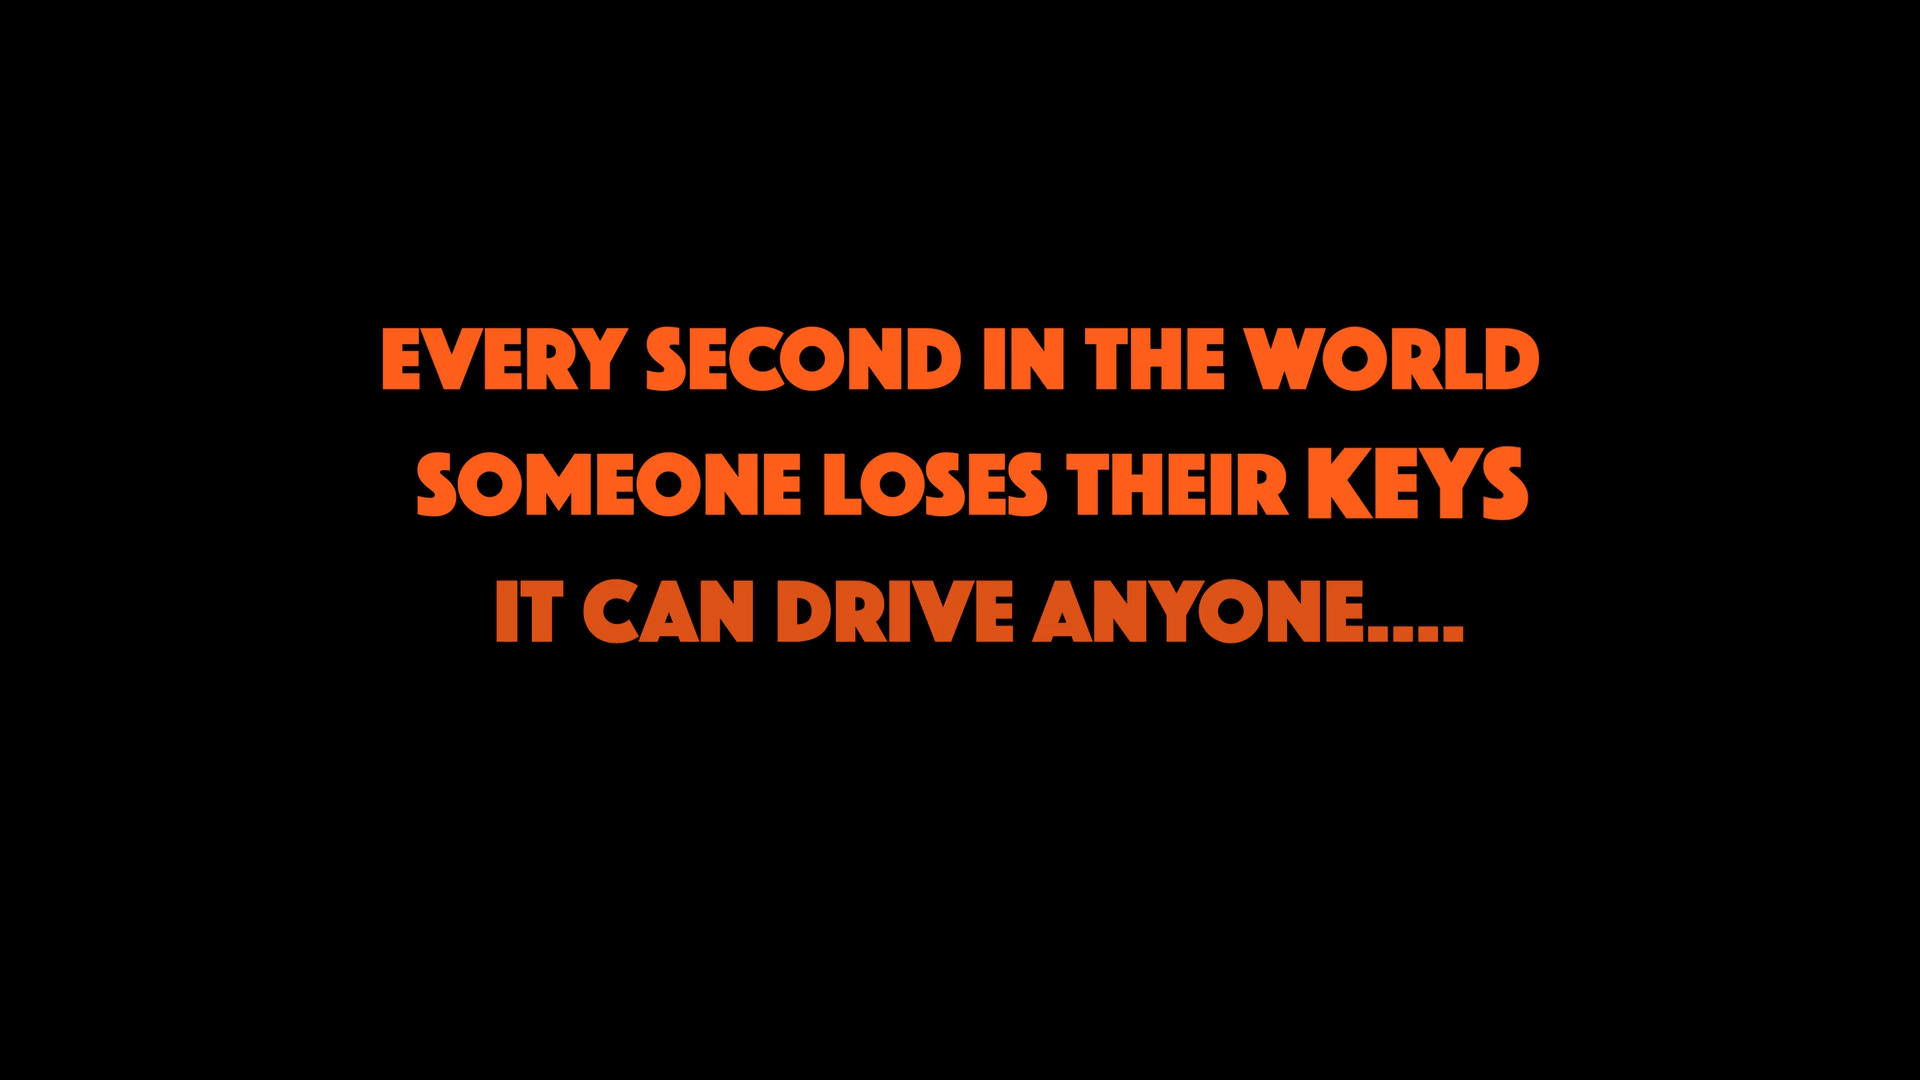 EVERY SECOND IN THE WORLD
SOMEONE LOSES THEIR KEYS
IT CAN DRIVE ANYONE....